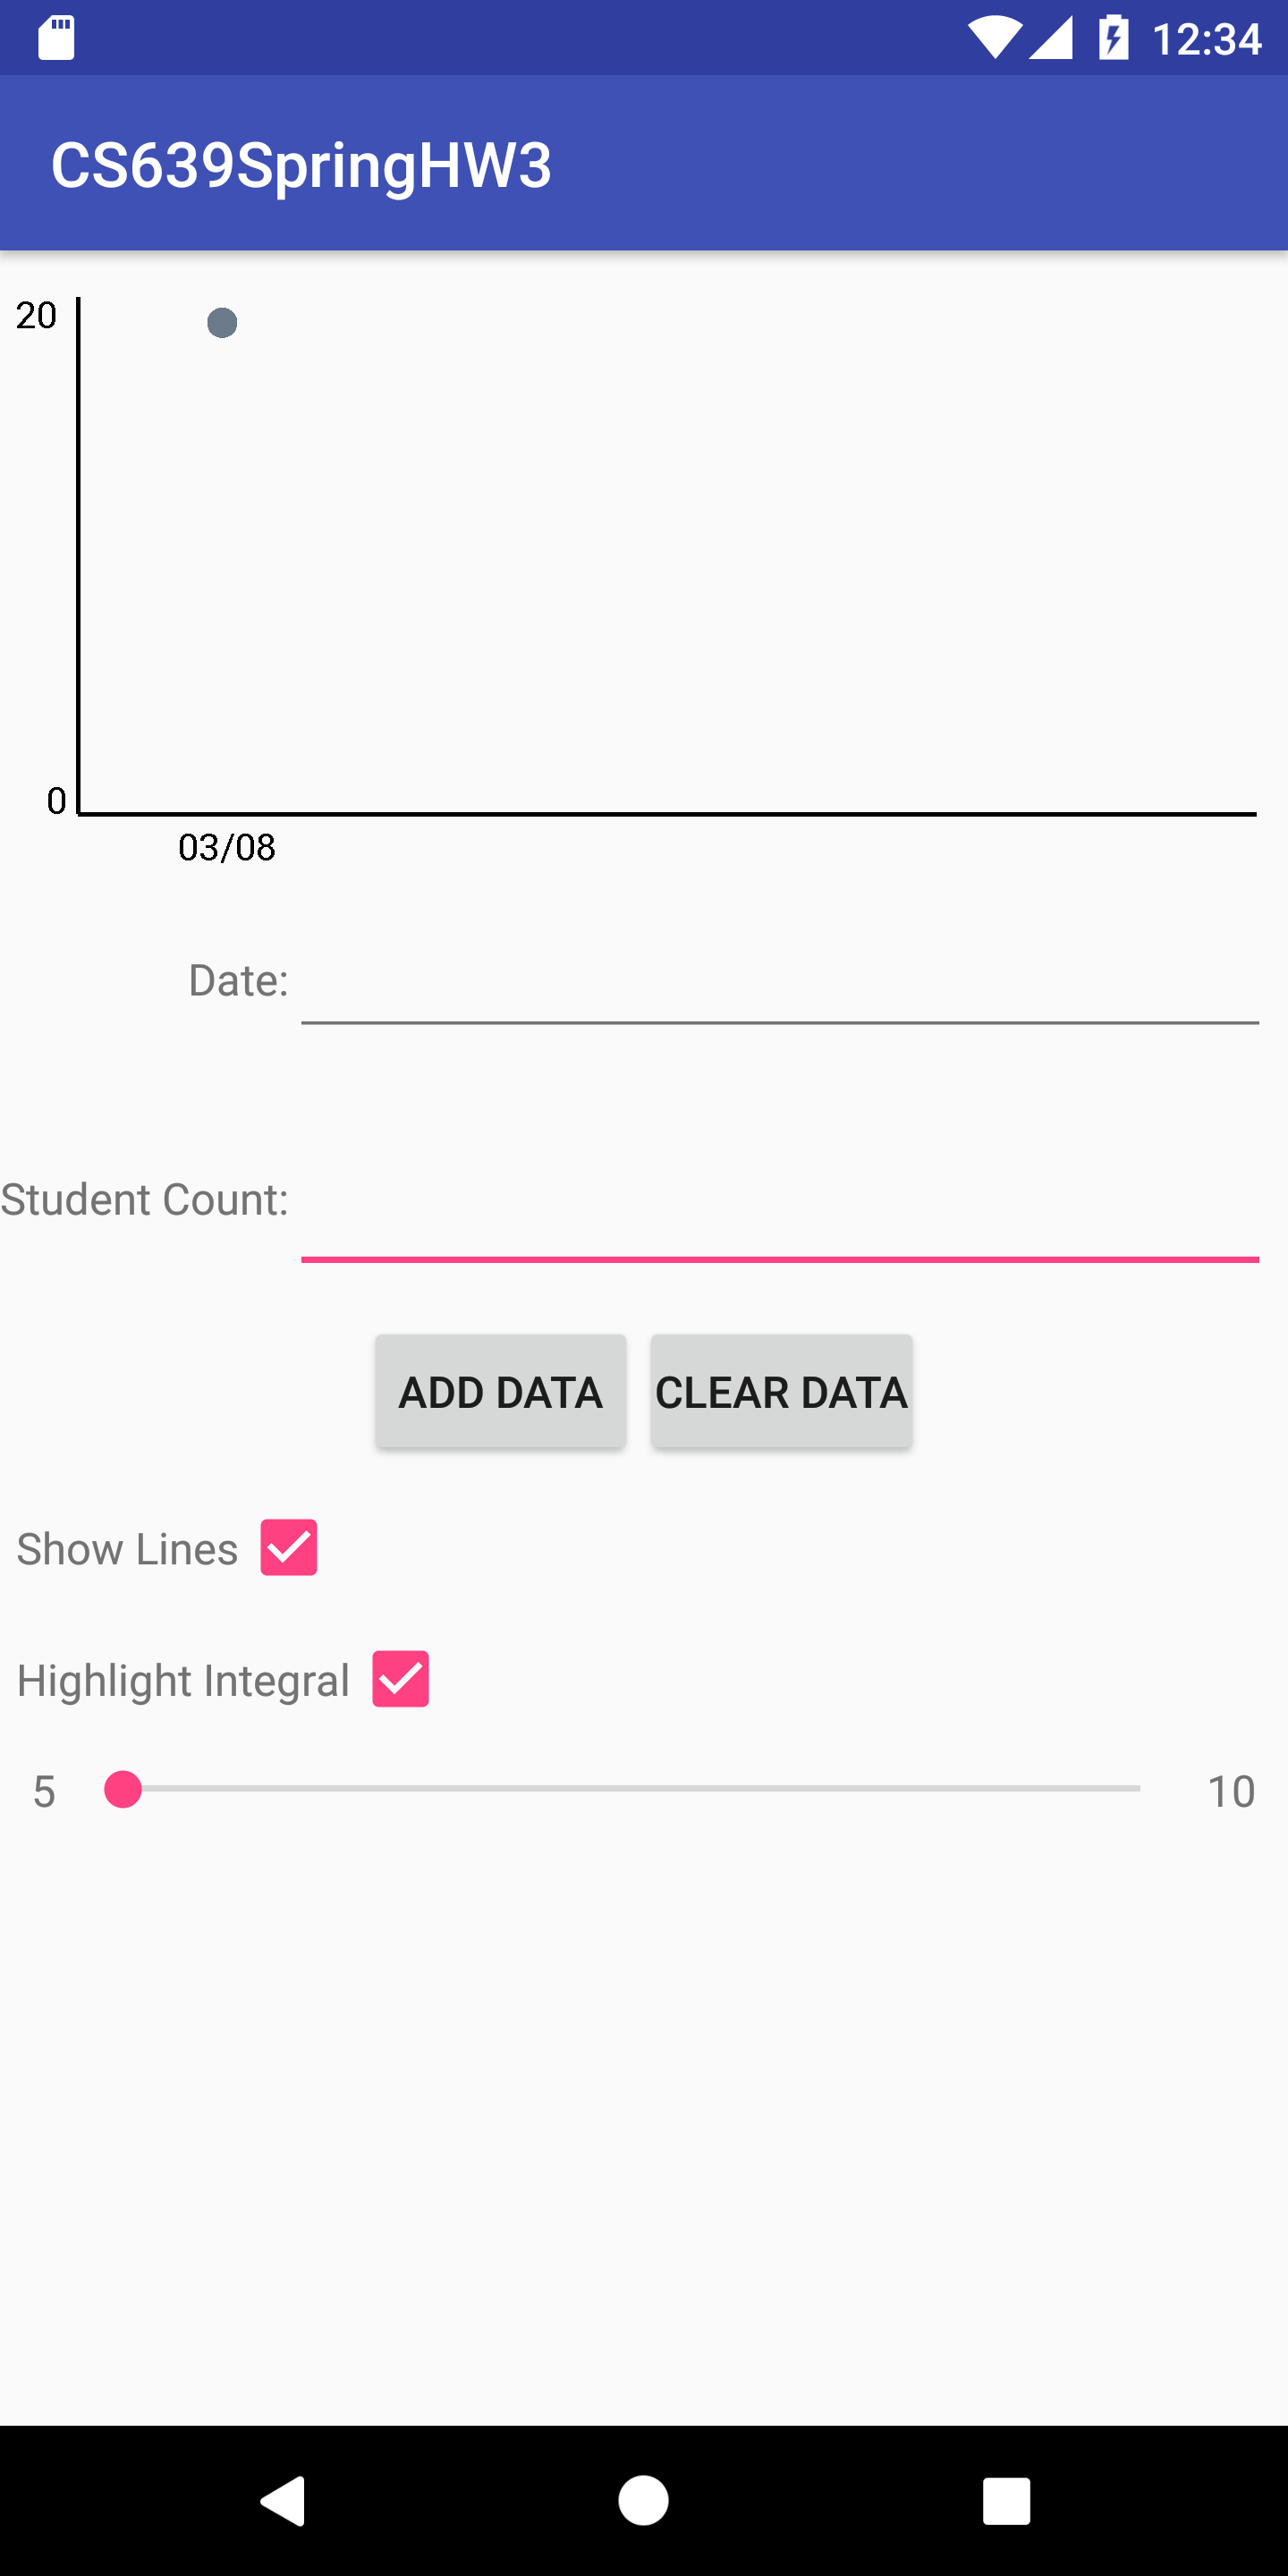 12:34
CS639SpringHW3
20
0
03/08
Date:
Student Count:
ADD DATA CLEAR DATA
Show Lines
Highlight Integral
5 10